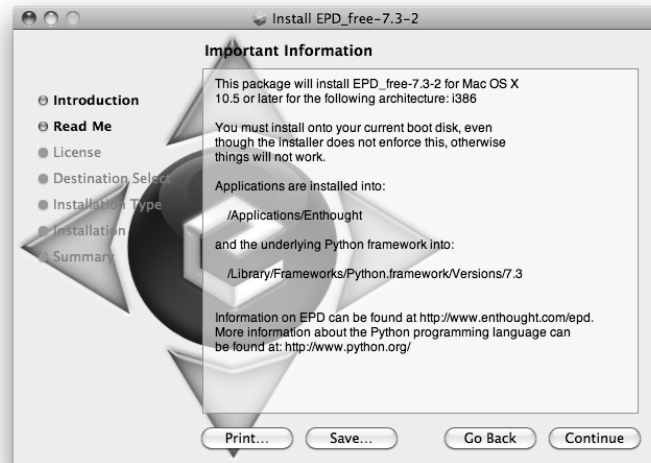 Install EPD_free-7.3-2
Important Information
Introduction
Read Me
License
Destination Select
Installation Type
Installation
Summary
This package will install EPD_free-7.3-2 for Mac OS X
10.5 or later for the following architecture: i386
You must install onto your current boot disk, even
though the installer does not enforce this, otherwise
things will not work.
Applications are installed into:
/Applications/Enthought
and the underlying Python framework into:
/Library/Frameworks/Python.framework/Versions/7.3
Information on EPD can be found at http://www.enthought.com/epd.
More information about the Python programming language can
be found at: http://www.python.org/
Print...
Save...
Go Back
Continue